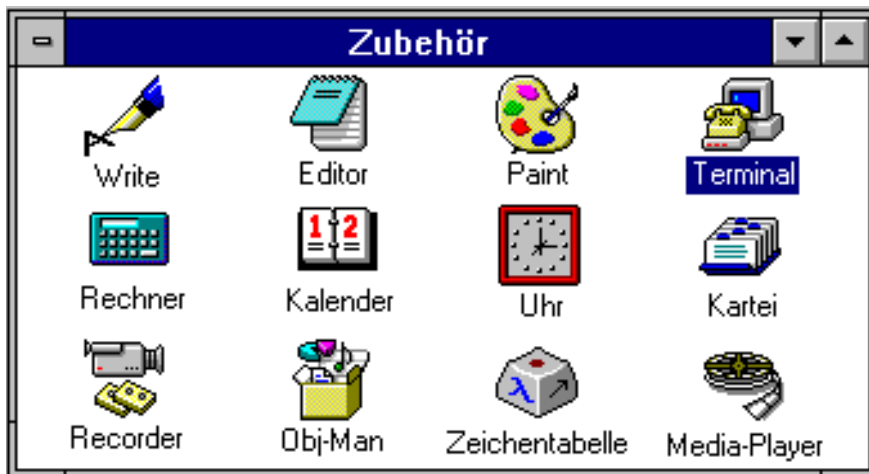 Zubehör
Write Editor Paint Terminal
Rechner Kalender Uhr Kartei
Recorder Obj-Man Zeichentabelle Media-Player